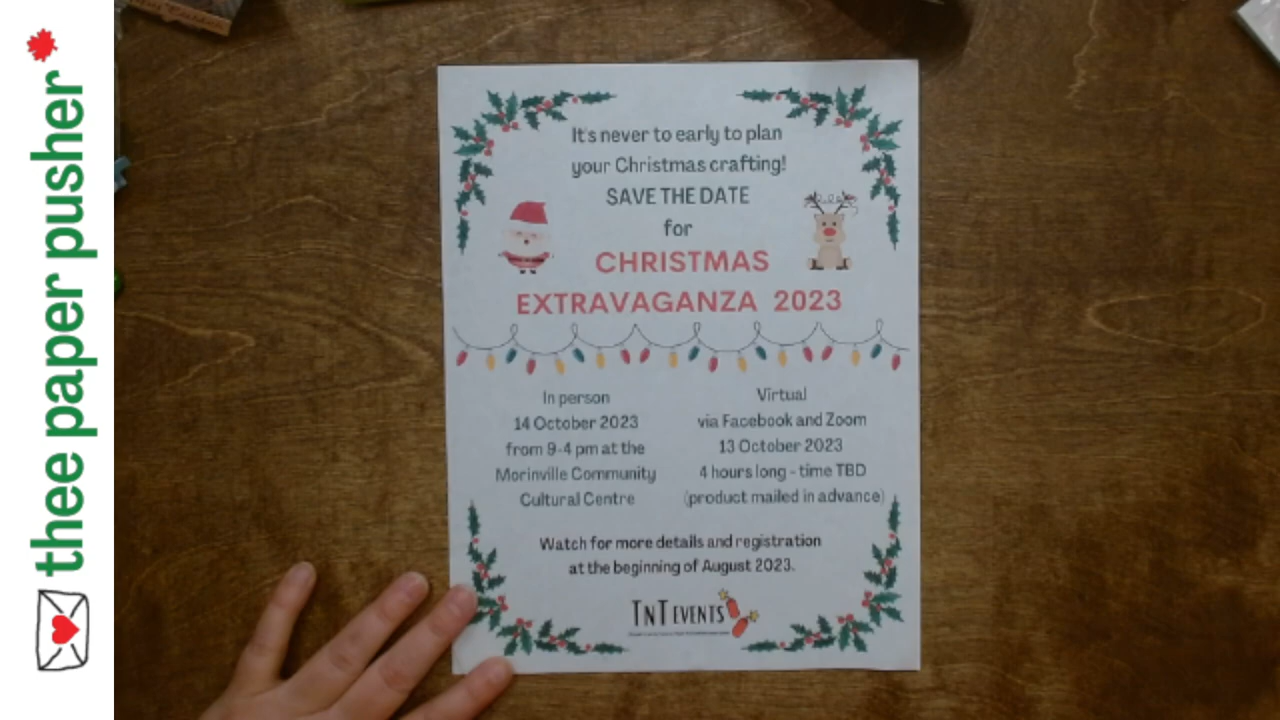 thee paper pusher
It's never to early to plan
your Christmas crafting!
SAVE THE DATE
for
CHRISTMAS
EXTRAVAGANZA 2023
In person
14 October 2023
from 9-4 pm at the
Morinville Community
Cultural Centre
Virtual
via Facebook and Zoom
13 October 2023
4 hours long - time TBD
(product mailed in advance)
Watch for more details and registration
at the beginning of August 2023.
TNT EVENTS